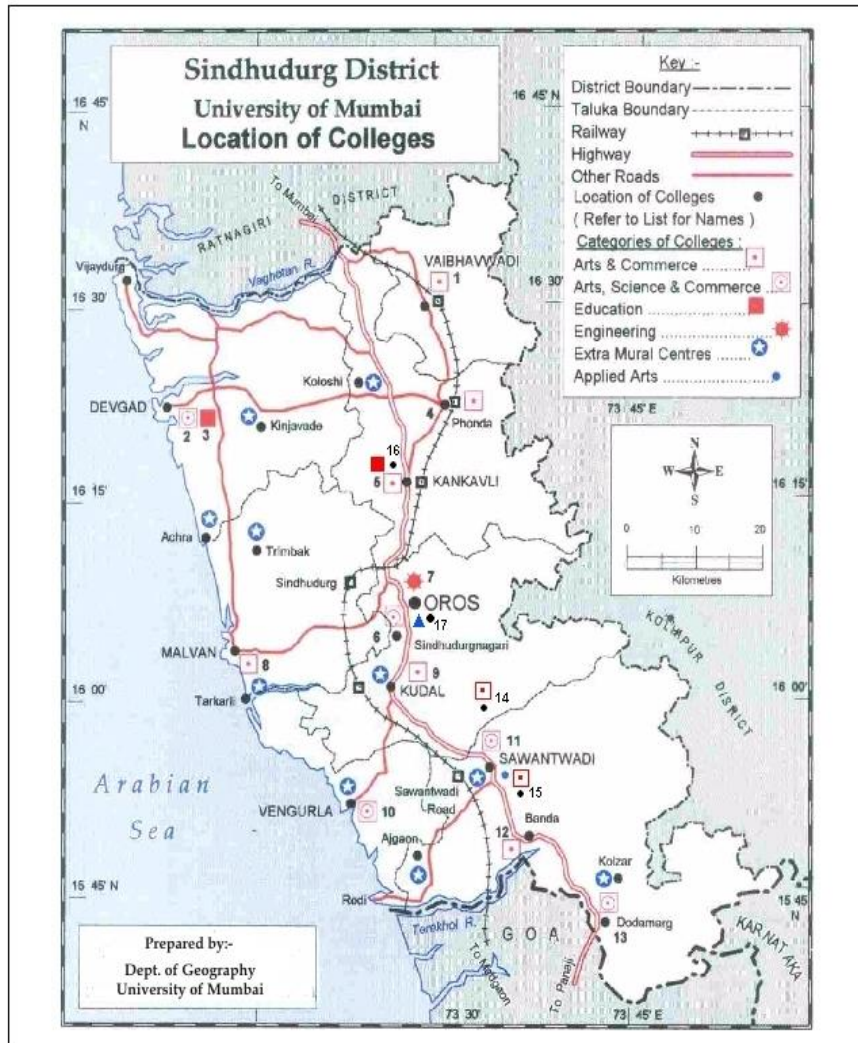 Sindhudurg District
University of Mumbai
Location of Colleges
Key :-
District Boundary
Taluka Boundary
Railway
Highway
Other Roads
Location of Colleges
( Refer to List for Names )
Categories of Colleges :
Arts & Commerce ........
Arts, Science & Commerce ....
Education ........................
Engineering ........................
Extra Mural Centres .........
Applied Arts ......................
16 45'
N
16 45'
N
To Mumbai
RATNAGIRI DISTRICT
VAIBHAVWADI
1
Vijaydurg
Vaghotan R.
16 30'
N
16 30'
N
Koloshi
DEVGAD
4
Phonda
73 45' E
2
3
Kinjavade
16
5
KANKAVLI
16 15'
N
16 15'
N
N
W
E
S
0
10
20
Kilometres
Achra
Trimbak
Sindhudurg
7
OROS
17
6
Sindhudurgnagari
KOLHAPUR DISTRICT
MALVAN
8
9
KUDAL
14
16 00'
N
16 00'
N
Tarkarli
11
SAWANTWADI
Arabian
Sea
Sawantwadi
Road
15
VENGURLA
10
12
Banda
Ajgaon
Kolzar
15 45'
N
15 45'
N
Redi
Terekhol R.
GOA
Dodamarg
13
KARNATAKA
Prepared by:-
Dept. of Geography
University of Mumbai
To Madgaon
To Panaji
73 30' E
73 45' E